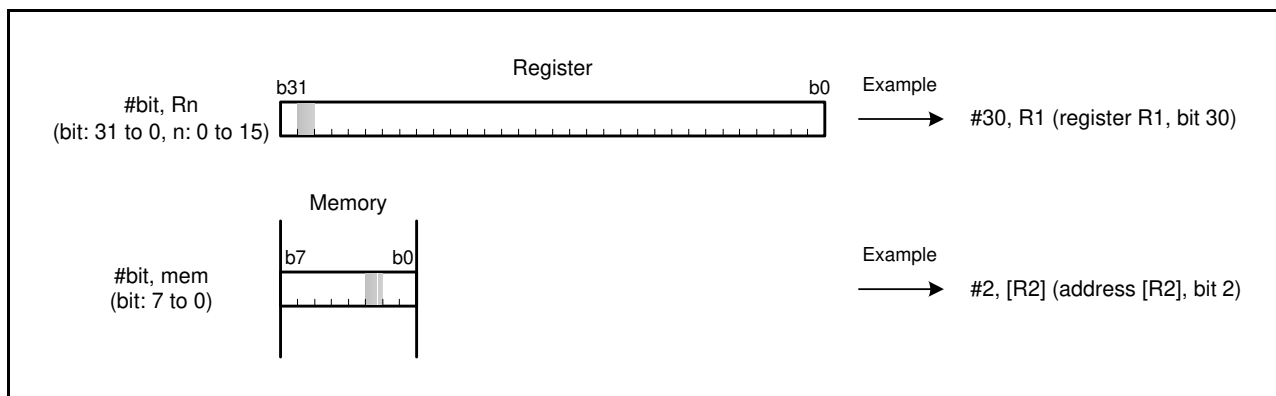 Register
b31
b0
#bit, Rn
(bit: 31 to 0, n: 0 to 15)
Example
#30, R1 (register R1, bit 30)
Memory
b7
b0
#bit, mem
(bit: 7 to 0)
Example
#2, [R2] (address [R2], bit 2)